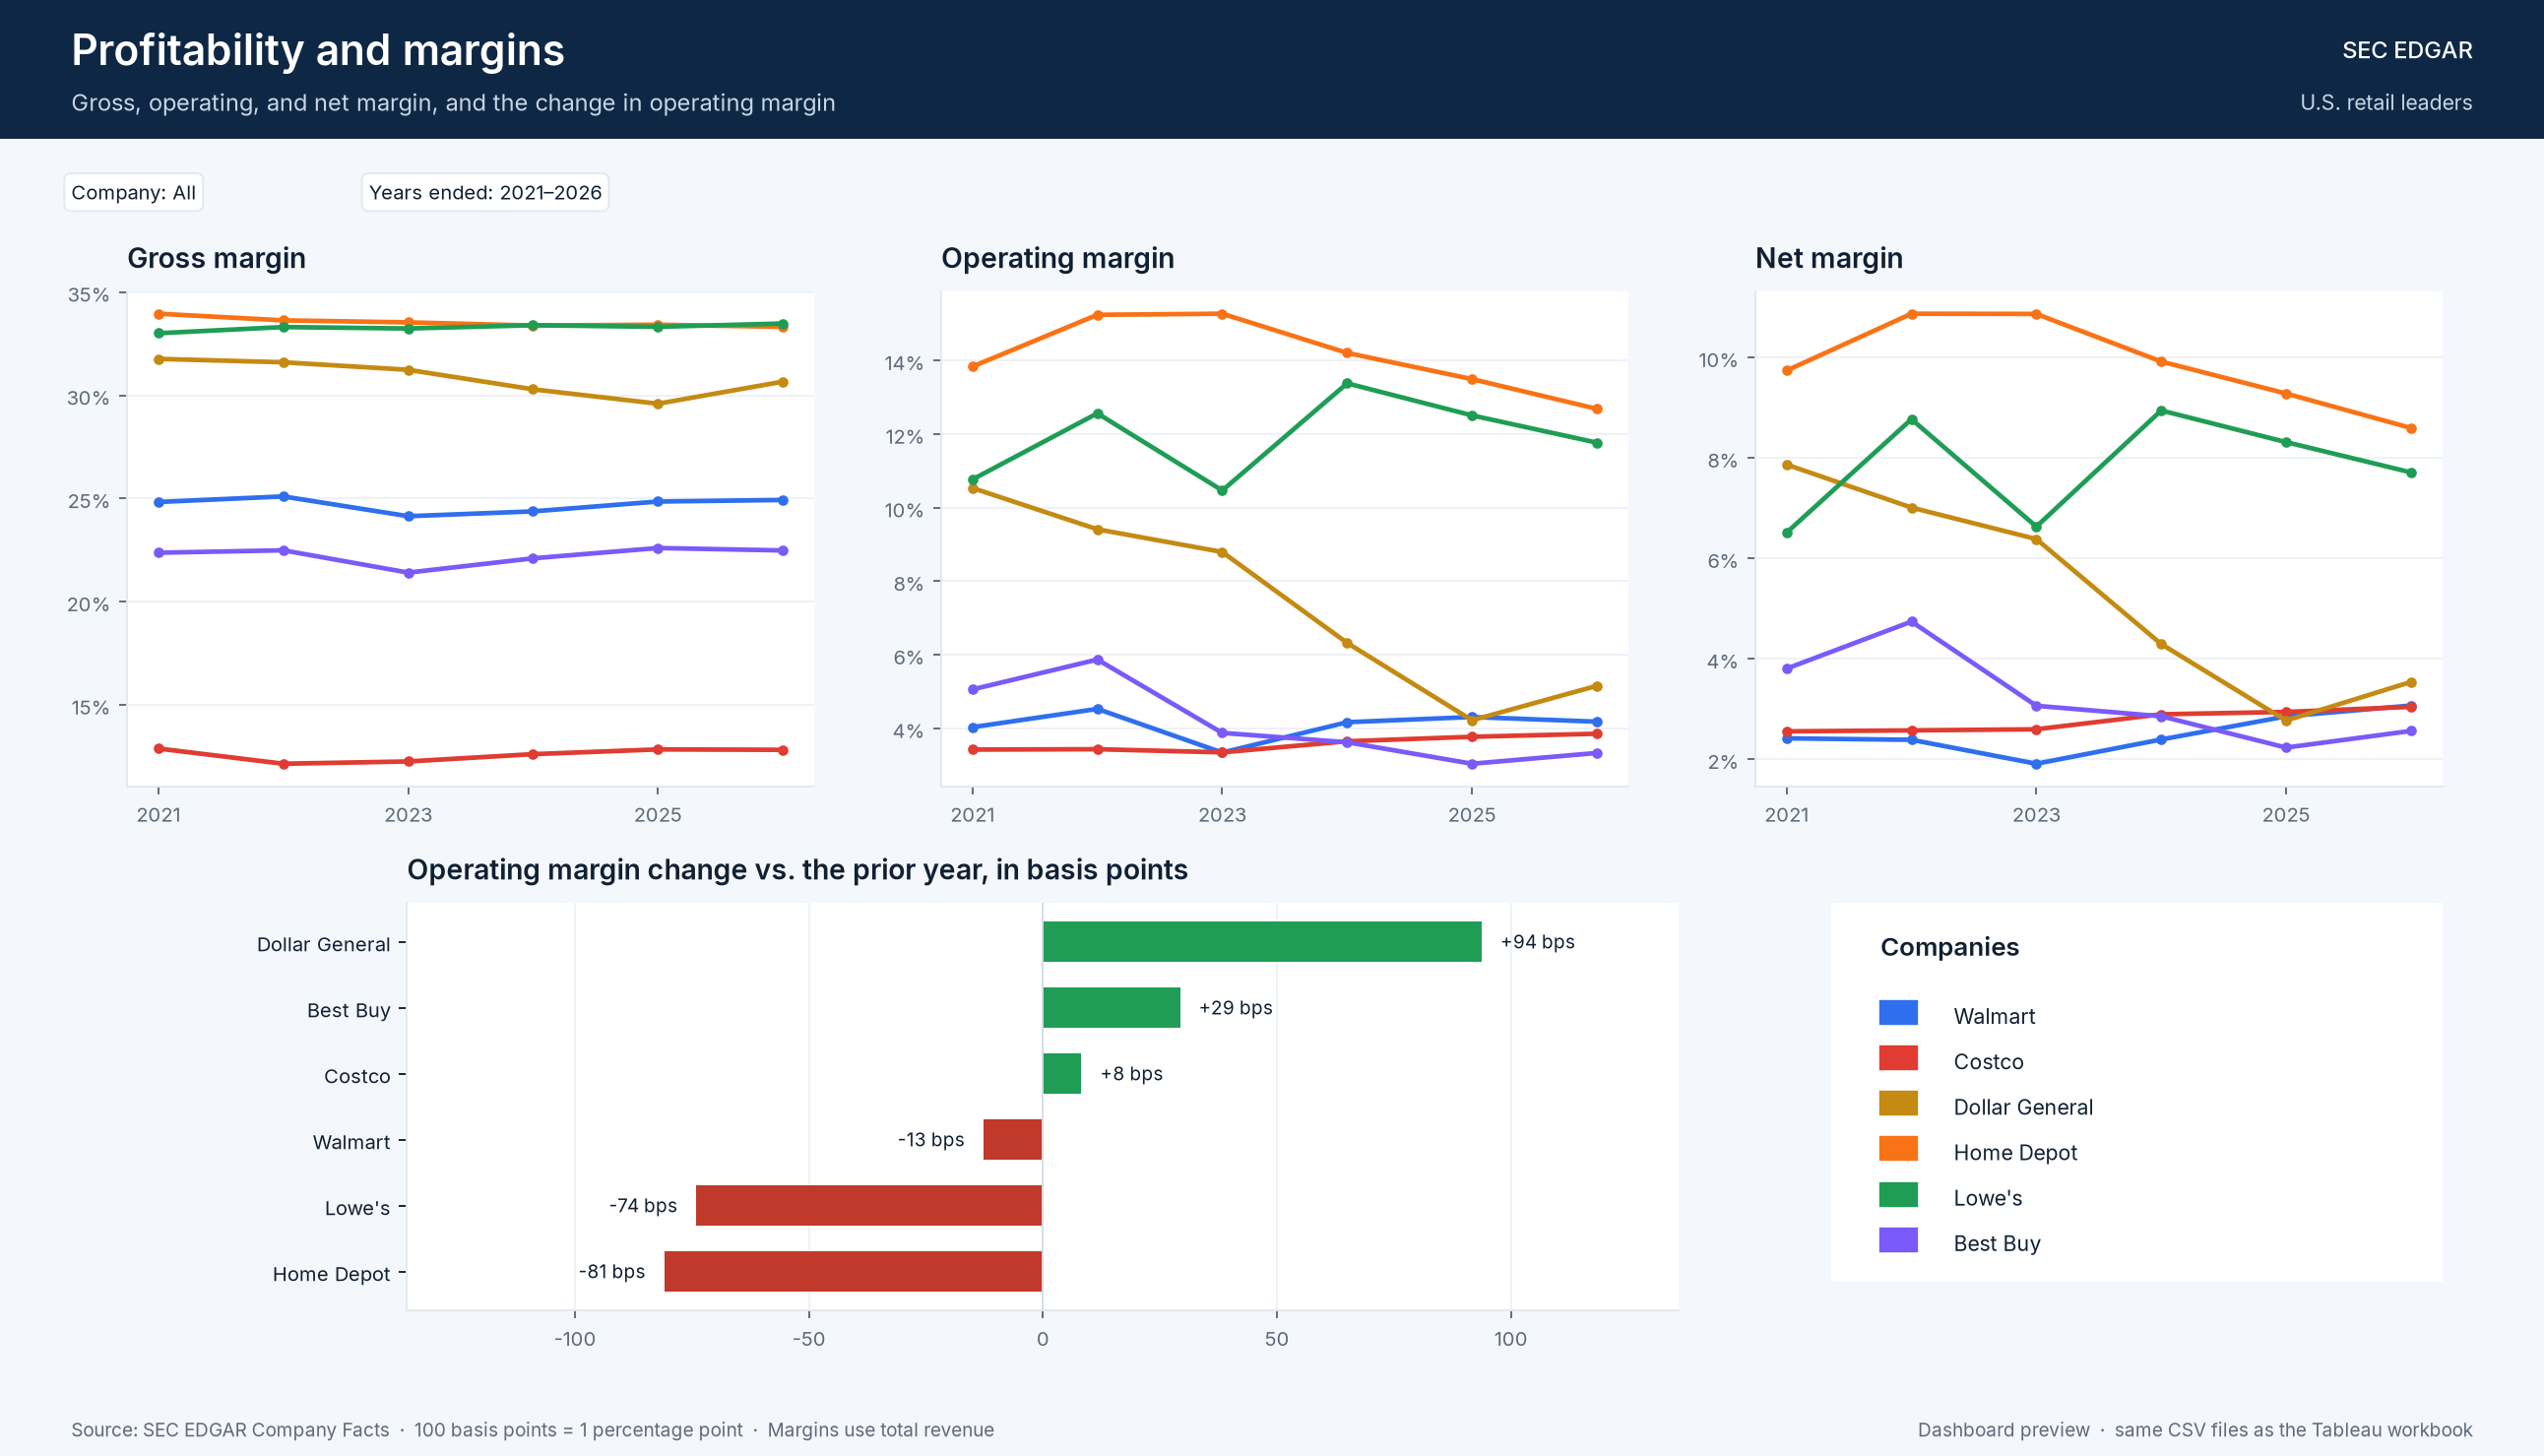 Profitability and margins
SEC EDGAR
Gross, operating, and net margin, and the change in operating margin
U.S. retail leaders
Company: All
Years ended: 2021–2026
Gross margin
35%
30%
25%
20%
15%
2021
2023
2025
Operating margin
14%
12%
10%
8%
6%
4%
2021
2023
2025
Net margin
10%
8%
6%
4%
2%
2021
2023
2025
Operating margin change vs. the prior year, in basis points
Dollar General
+94 bps
Best Buy
+29 bps
Costco
+8 bps
Walmart
-13 bps
Lowe's
-74 bps
Home Depot
-81 bps
-100
-50
0
50
100
Companies
Walmart
Costco
Dollar General
Home Depot
Lowe's
Best Buy
Source: SEC EDGAR Company Facts · 100 basis points = 1 percentage point · Margins use total revenue
Dashboard preview · same CSV files as the Tableau workbook